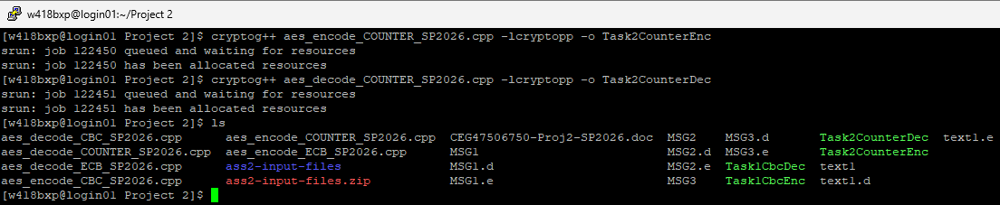 w418bxp@login01:~/Project 2
[w418bxp@login01 Project 2]$ cryptog++ aes_encode_COUNTER_SP2026.cpp -lcryptopp -o Task2CounterEnc
srun: job 122450 queued and waiting for resources
srun: job 122450 has been allocated resources
[w418bxp@login01 Project 2]$ cryptog++ aes_decode_COUNTER_SP2026.cpp -lcryptopp -o Task2CounterDec
srun: job 122451 queued and waiting for resources
srun: job 122451 has been allocated resources
[w418bxp@login01 Project 2]$ ls
aes_decode_CBC_SP2026.cpp aes_encode_COUNTER_SP2026.cpp CEG47506750-Proj2-SP2026.doc MSG2 MSG3.d Task2CounterDec text1.e
aes_decode_COUNTER_SP2026.cpp aes_encode_ECB_SP2026.cpp MSG1 MSG2.d MSG3.e Task2CounterEnc
aes_decode_ECB_SP2026.cpp ass2-input-files MSG1.d MSG2.e Task1CbcDec text1
aes_encode_CBC_SP2026.cpp ass2-input-files.zip MSG1.e MSG3 Task1CbcEnc text1.d
[w418bxp@login01 Project 2]$